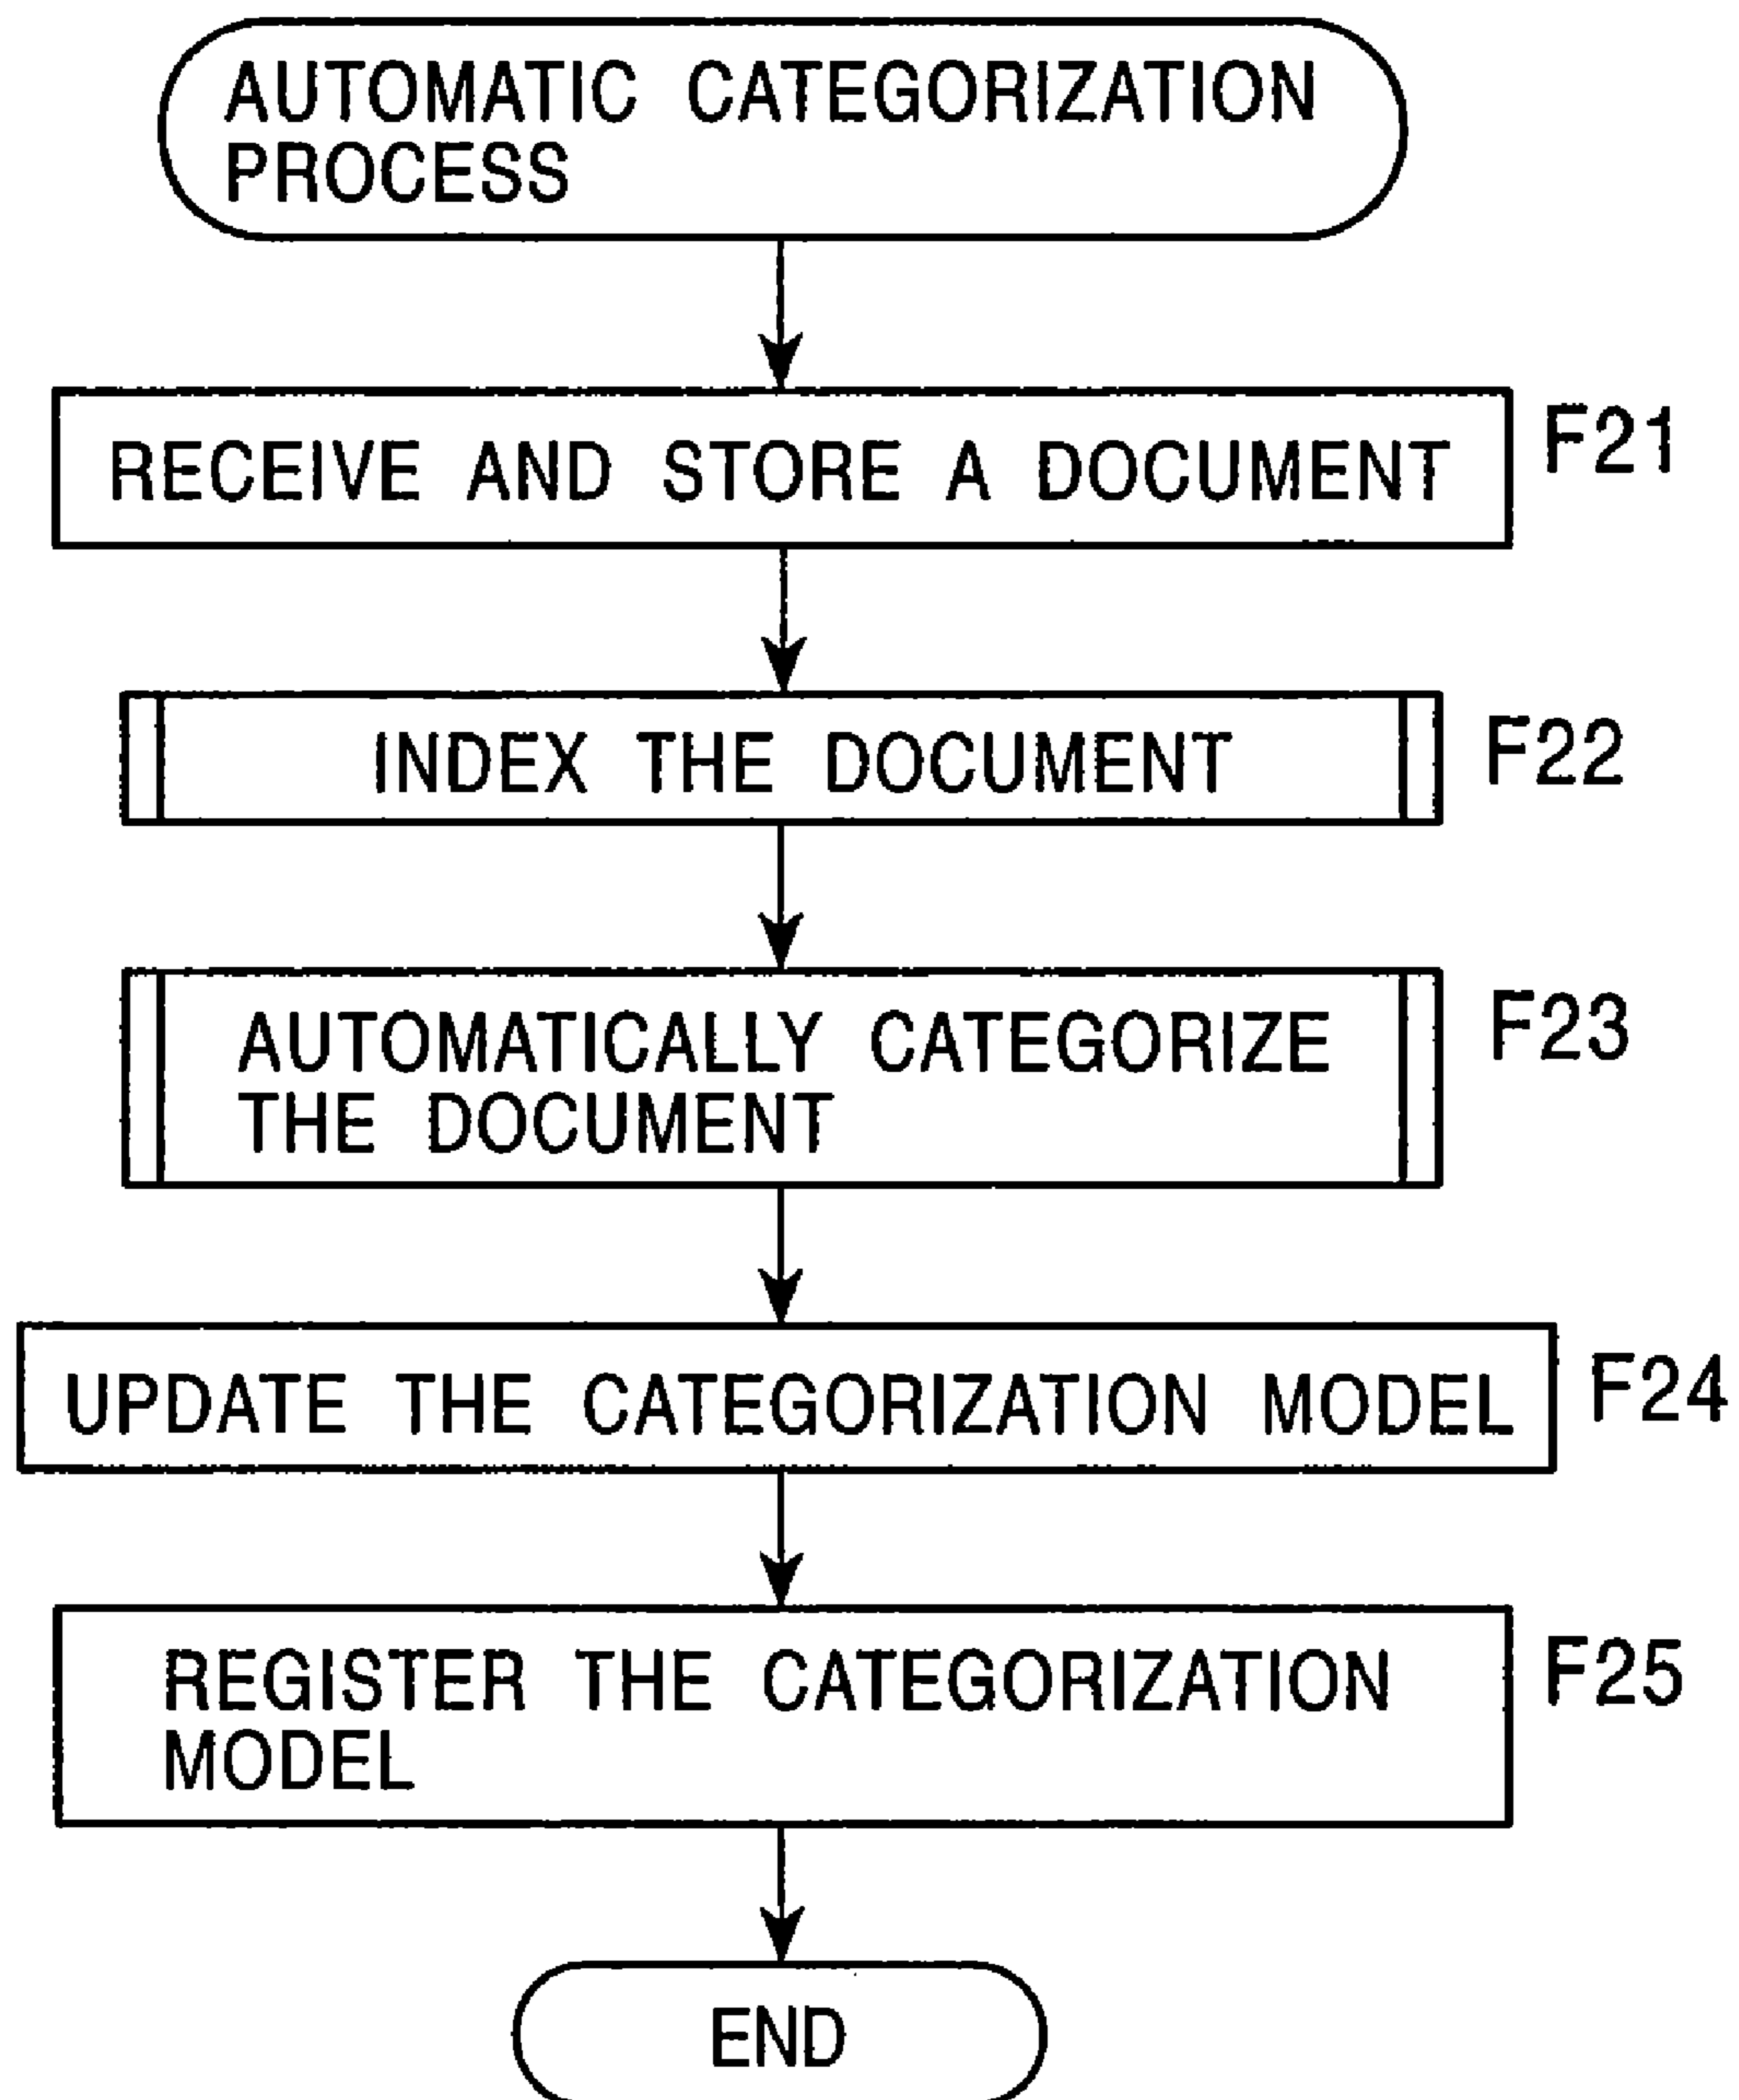 AUTOMATIC CATEGORIZATION
PROCESS
RECEIVE AND STORE A DOCUMENT
F21
INDEX THE DOCUMENT
F22
AUTOMATICALLY CATEGORIZE
THE DOCUMENT
F23
UPDATE THE CATEGORIZATION MODEL
F24
REGISTER THE CATEGORIZATION
MODEL
F25
END